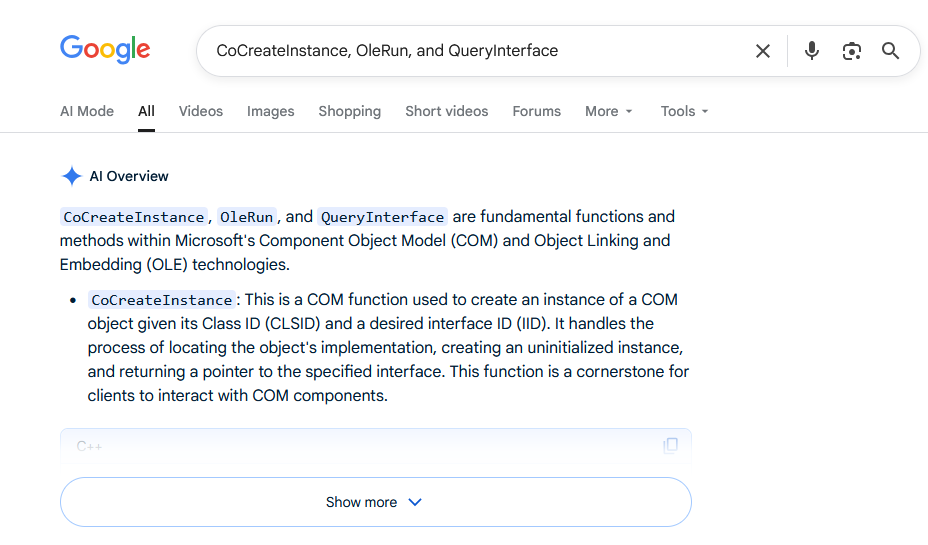 Google
CoCreateInstance, OleRun, and QueryInterface
AI Mode All Videos Images Shopping Short videos Forums More Tools
AI Overview
CoCreateInstance, OleRun, and QueryInterface are fundamental functions and
methods within Microsoft's Component Object Model (COM) and Object Linking and
Embedding (OLE) technologies.
• CoCreateInstance: This is a COM function used to create an instance of a COM
object given its Class ID (CLSID) and a desired interface ID (IID). It handles the
process of locating the object's implementation, creating an uninitialized instance,
and returning a pointer to the specified interface. This function is a cornerstone for
clients to interact with COM components.
C++
Show more